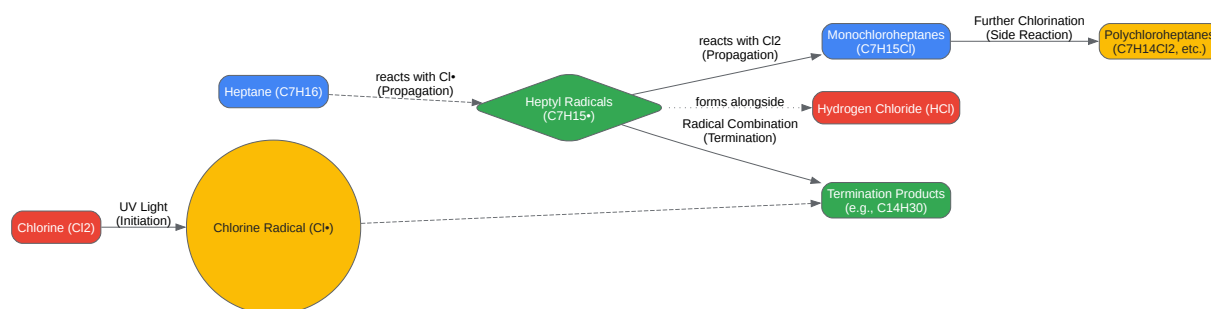 Further Chlorination
(Side Reaction)
Monochloroheptanes
(C7H15Cl)
Polychloroheptanes
(C7H14Cl2, etc.)
reacts with Cl2
(Propagation)
reacts with Cl•
(Propagation)
Heptane (C7H16)
Heptyl Radicals
(C7H15•)
forms alongside
Hydrogen Chloride (HCl)
Radical Combination
(Termination)
Termination Products
(e.g., C14H30)
UV Light
(Initiation)
Chlorine (Cl2)
Chlorine Radical (Cl•)